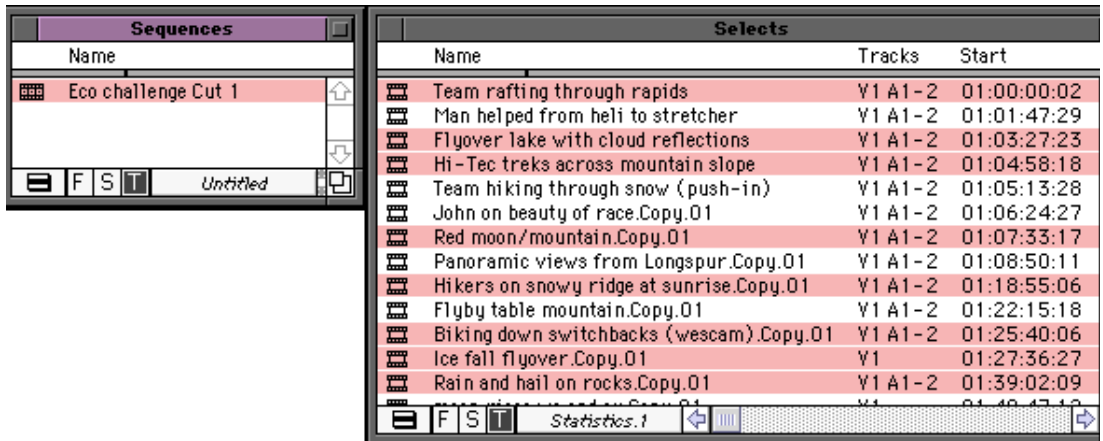 Sequences
Name
Eco challenge Cut 1
F S T Untitled
Selects
Name Tracks Start
Team rafting through rapids V1 A1-2 01:00:00:02
Man helped from heli to stretcher V1 A1-2 01:01:47:29
Flyover lake with cloud reflections V1 A1-2 01:03:27:23
Hi-Tec treks across mountain slope V1 A1-2 01:04:58:18
Team hiking through snow (push-in) V1 A1-2 01:05:13:28
John on beauty of race.Copy.01 V1 A1-2 01:06:24:27
Red moon/mountain.Copy.01 V1 A1-2 01:07:33:17
Panoramic views from Longspur.Copy.01 V1 A1-2 01:08:50:11
Hikers on snowy ridge at sunrise.Copy.01 V1 A1-2 01:18:55:06
Flyby table mountain.Copy.01 V1 A1-2 01:22:15:18
Biking down switchbacks (wescam).Copy.01 V1 A1-2 01:25:40:06
Ice fall flyover.Copy.01 V1 01:27:36:27
Rain and hail on rocks.Copy.01 V1 A1-2 01:39:02:09
F S T Statistics.1